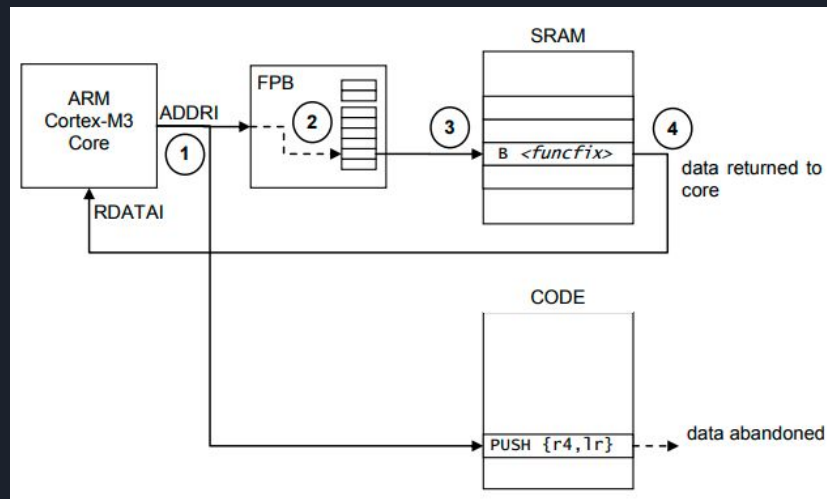 SRAM
ARM
Cortex-M3
Core
ADDRI
1
FPB
2
3
4
B <funcfix>
data returned to
core
RDATAI
CODE
PUSH {r4,lr}
data abandoned